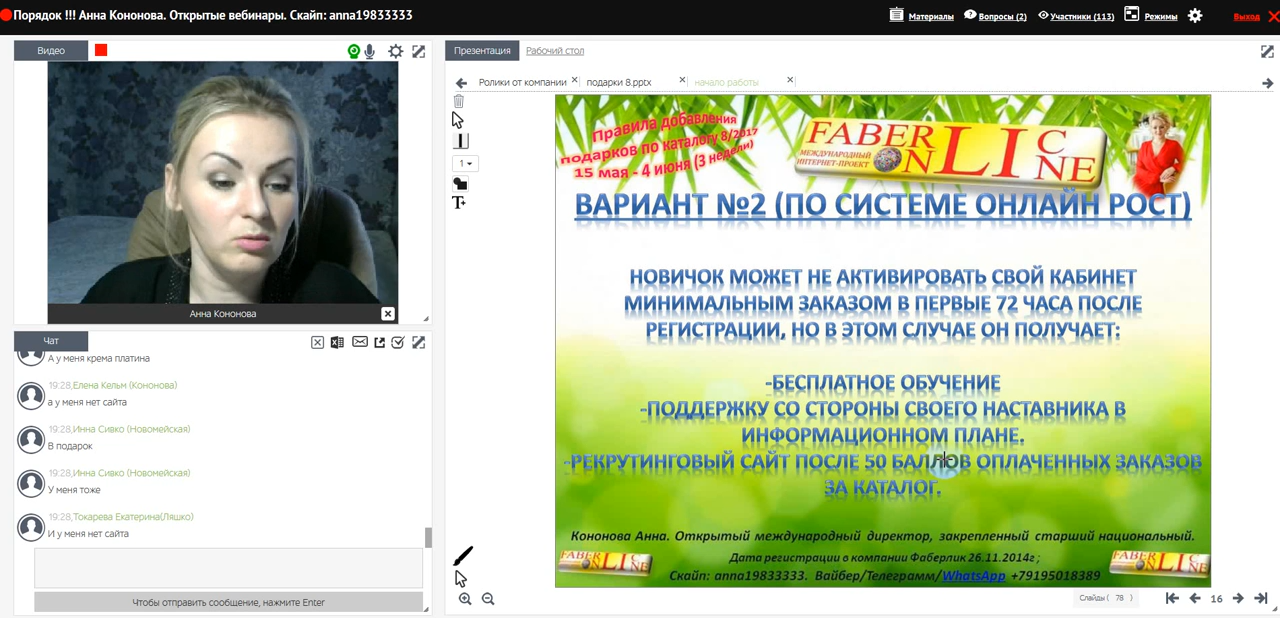 Порядок !!! Анна Кононова. Открытые вебинары. Скайп: anna19833333
Материалы
Вопросы (2)
Участники (113)
Режимы
Выход
Видео
Анна Кононова
Чат
А у меня крема платина
19:28, Елена Кельм (Кононова)
а у меня нет сайта
19:28, Инна Сивко (Новомейская)
В подарок
19:28, Инна Сивко (Новомейская)
У меня тоже
19:28, Токарева Екатерина(Ляшко)
И у меня нет сайта
Чтобы отправить сообщение, нажмите Enter
Презентация
Рабочий стол
Ролики от компании
подарки 8.pptx
начало работы
1
T+
Правила добавления
подарков по каталогу 8/2017
15 мая - 4 июня (3 недели)
FABERLIC
МЕЖДУНАРОДНЫЙ
ИНТЕРНЕТ-ПРОЕКТ
ONLINE
ВАРИАНТ №2 (ПО СИСТЕМЕ ОНЛАЙН РОСТ)
НОВИЧОК МОЖЕТ НЕ АКТИВИРОВАТЬ СВОЙ КАБИНЕТ
МИНИМАЛЬНЫМ ЗАКАЗОМ В ПЕРВЫЕ 72 ЧАСА ПОСЛЕ
РЕГИСТРАЦИИ, НО В ЭТОМ СЛУЧАЕ ОН ПОЛУЧАЕТ:
-БЕСПЛАТНОЕ ОБУЧЕНИЕ
-ПОДДЕРЖКУ СО СТОРОНЫ СВОЕГО НАСТАВНИКА В
ИНФОРМАЦИОННОМ ПЛАНЕ.
-РЕКРУТИНГОВЫЙ САЙТ ПОСЛЕ 50 БАЛЛОВ ОПЛАЧЕННЫХ ЗАКАЗОВ
ЗА КАТАЛОГ.
Кононова Анна. Открытый международный директор, закрепленный старший национальный.
Дата регистрации в компании Фаберлик 26.11.2014г;
Скайп: anna19833333. Вайбер/Телеграмм/WhatsApp +79195018389
FABERLIC
ONLINE
FABERLIC
ONLINE
Слайды ( 78 )
16